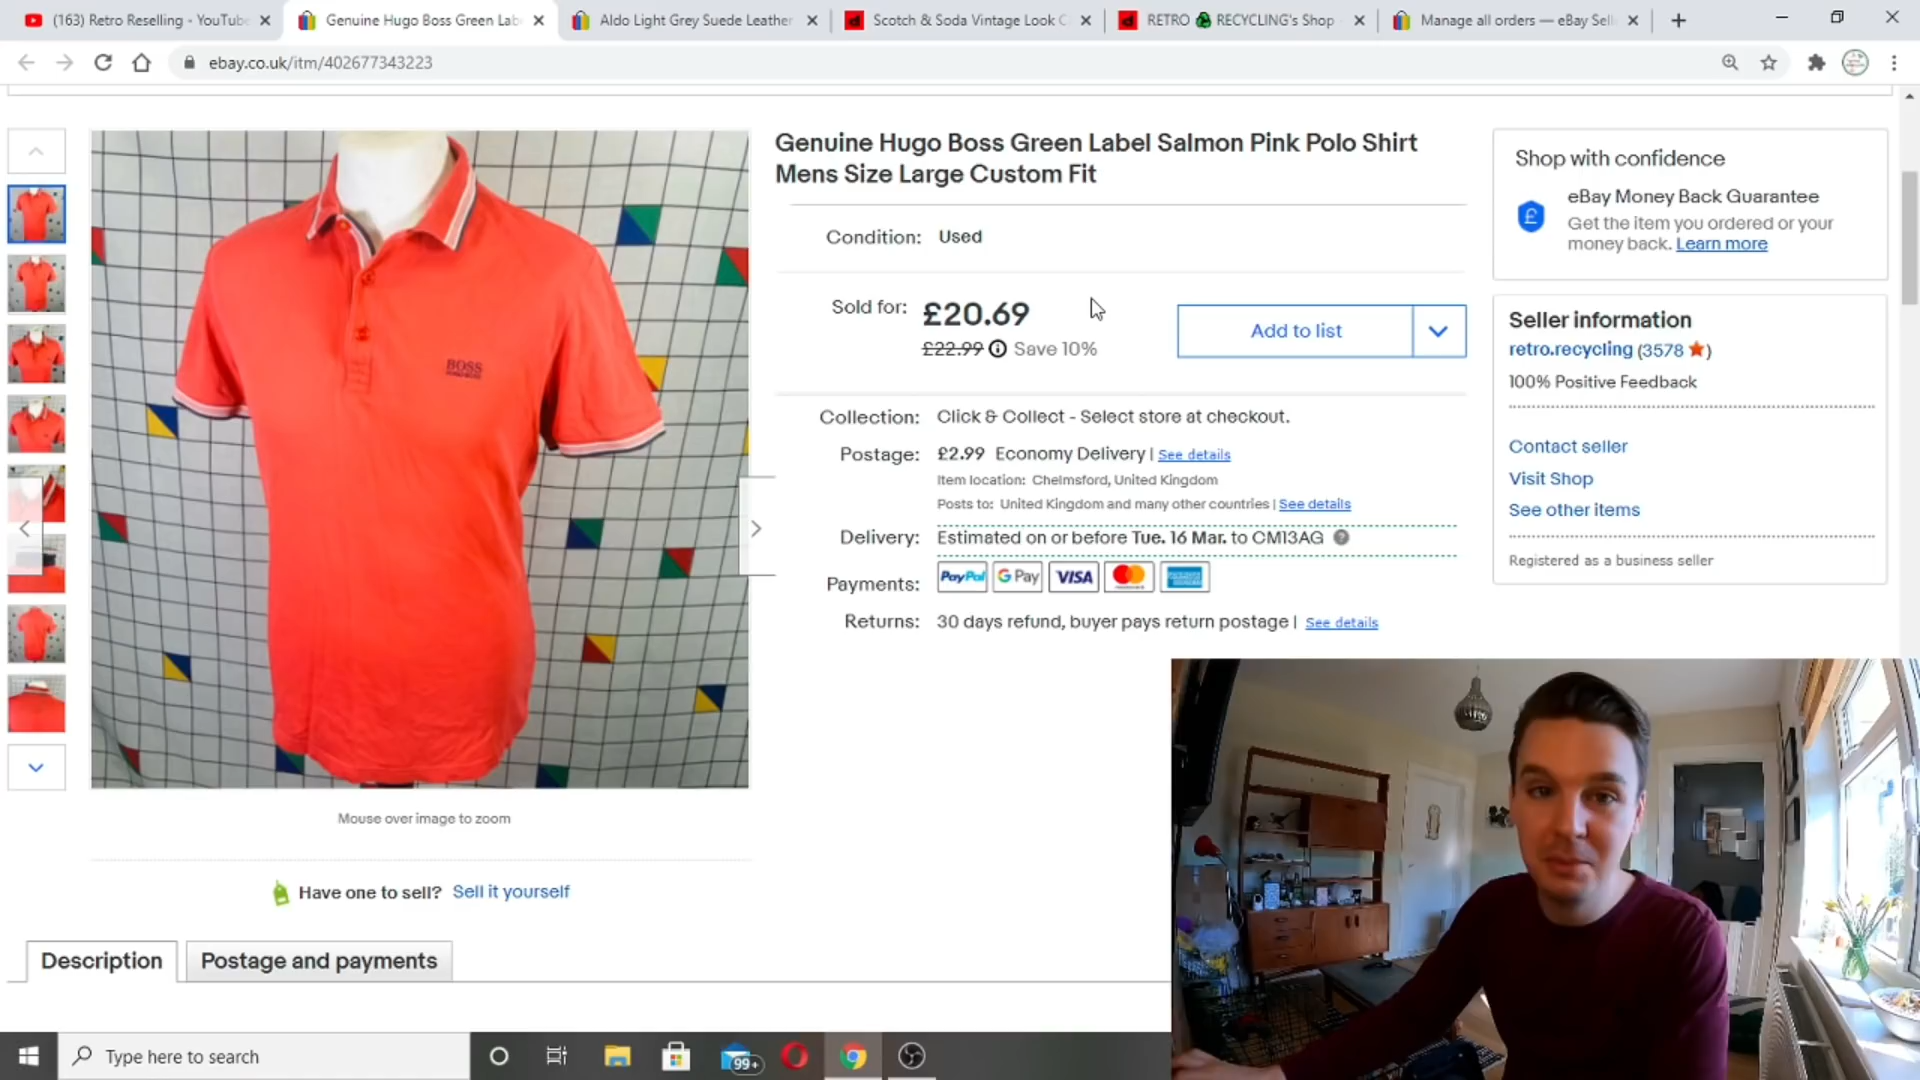 (163) Retro Reselling - YouTube
Genuine Hugo Boss Green Lab
Aldo Light Grey Suede Leather
Scotch & Soda Vintage Look C
RETRO ♻ RECYCLING's Shop
Manage all orders — eBay Sell
ebay.co.uk/itm/402677343223
Genuine Hugo Boss Green Label Salmon Pink Polo Shirt
Mens Size Large Custom Fit
Condition: Used
Sold for: £20.69
£22.99 Save 10%
Add to list
Collection: Click & Collect - Select store at checkout.
Postage: £2.99 Economy Delivery | See details
Item location: Chelmsford, United Kingdom
Posts to: United Kingdom and many other countries | See details
Delivery: Estimated on or before Tue. 16 Mar. to CM13AG
Payments: PayPal G Pay VISA
Returns: 30 days refund, buyer pays return postage | See details
Shop with confidence
eBay Money Back Guarantee
Get the item you ordered or your
money back. Learn more
Seller information
retro.recycling (3578 ★)
100% Positive Feedback
Contact seller
Visit Shop
See other items
Registered as a business seller
BOSS
Mouse over image to zoom
Have one to sell? Sell it yourself
Description
Postage and payments
Type here to search
99+